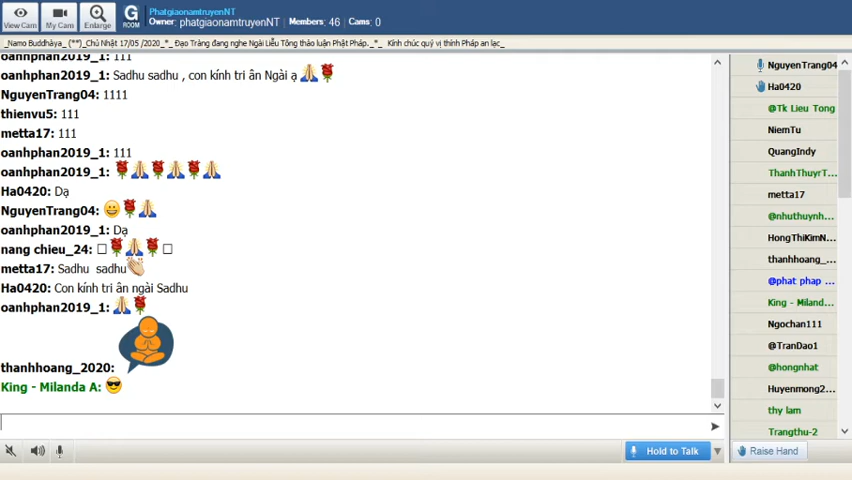 PhatgiaonamtruyenNT
Owner: phatgiaonamtruyenNT Members: 46 Cams: 0
View Cam My Cam Enlarge G ROOM
_Namo Buddhàya_ (**)_Chủ Nhật 17/05 /2020_*_ Đạo Tràng đang nghe Ngài Liễu Tông thảo luận Phật Pháp._*_ Kính chúc quý vị thính Pháp an lạc_
oanhphan2019_1: 111
oanhphan2019_1: Sadhu sadhu , con kính tri ân Ngài ạ
NguyenTrang04: 1111
thienvu5: 111
metta17: 111
oanhphan2019_1: 111
oanhphan2019_1:
Ha0420: Dạ
NguyenTrang04:
oanhphan2019_1: Dạ
nang chieu_24:
metta17: Sadhu sadhu
Ha0420: Con kính tri ân ngài Sadhu
oanhphan2019_1:
thanhhoang_2020:
King - Milanda A:
NguyenTrang04
Ha0420
@Tk Lieu Tong
NiemTu
QuangIndy
ThanhThuyrT...
metta17
@nhuthuynh...
HongThiKimN...
thanhhoang_...
@phat phap ...
King - Miland...
Ngochan111
@TranDao1
@hongnhat
Huyenmong2...
thy lam
Trangthu-2
Hold to Talk
Raise Hand